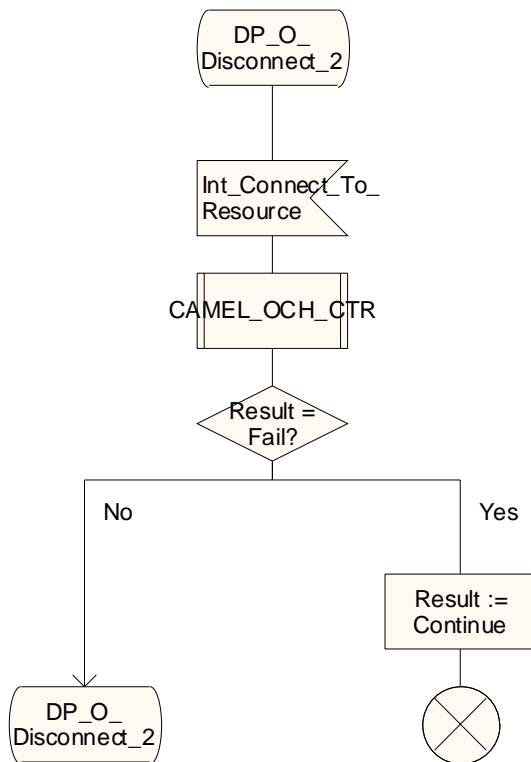 DP_O_
Disconnect_2
Int_Connect_To_
Resource
CAMEL_OCH_CTR
Result =
Fail?
No
Yes
Result :=
Continue
DP_O_
Disconnect_2